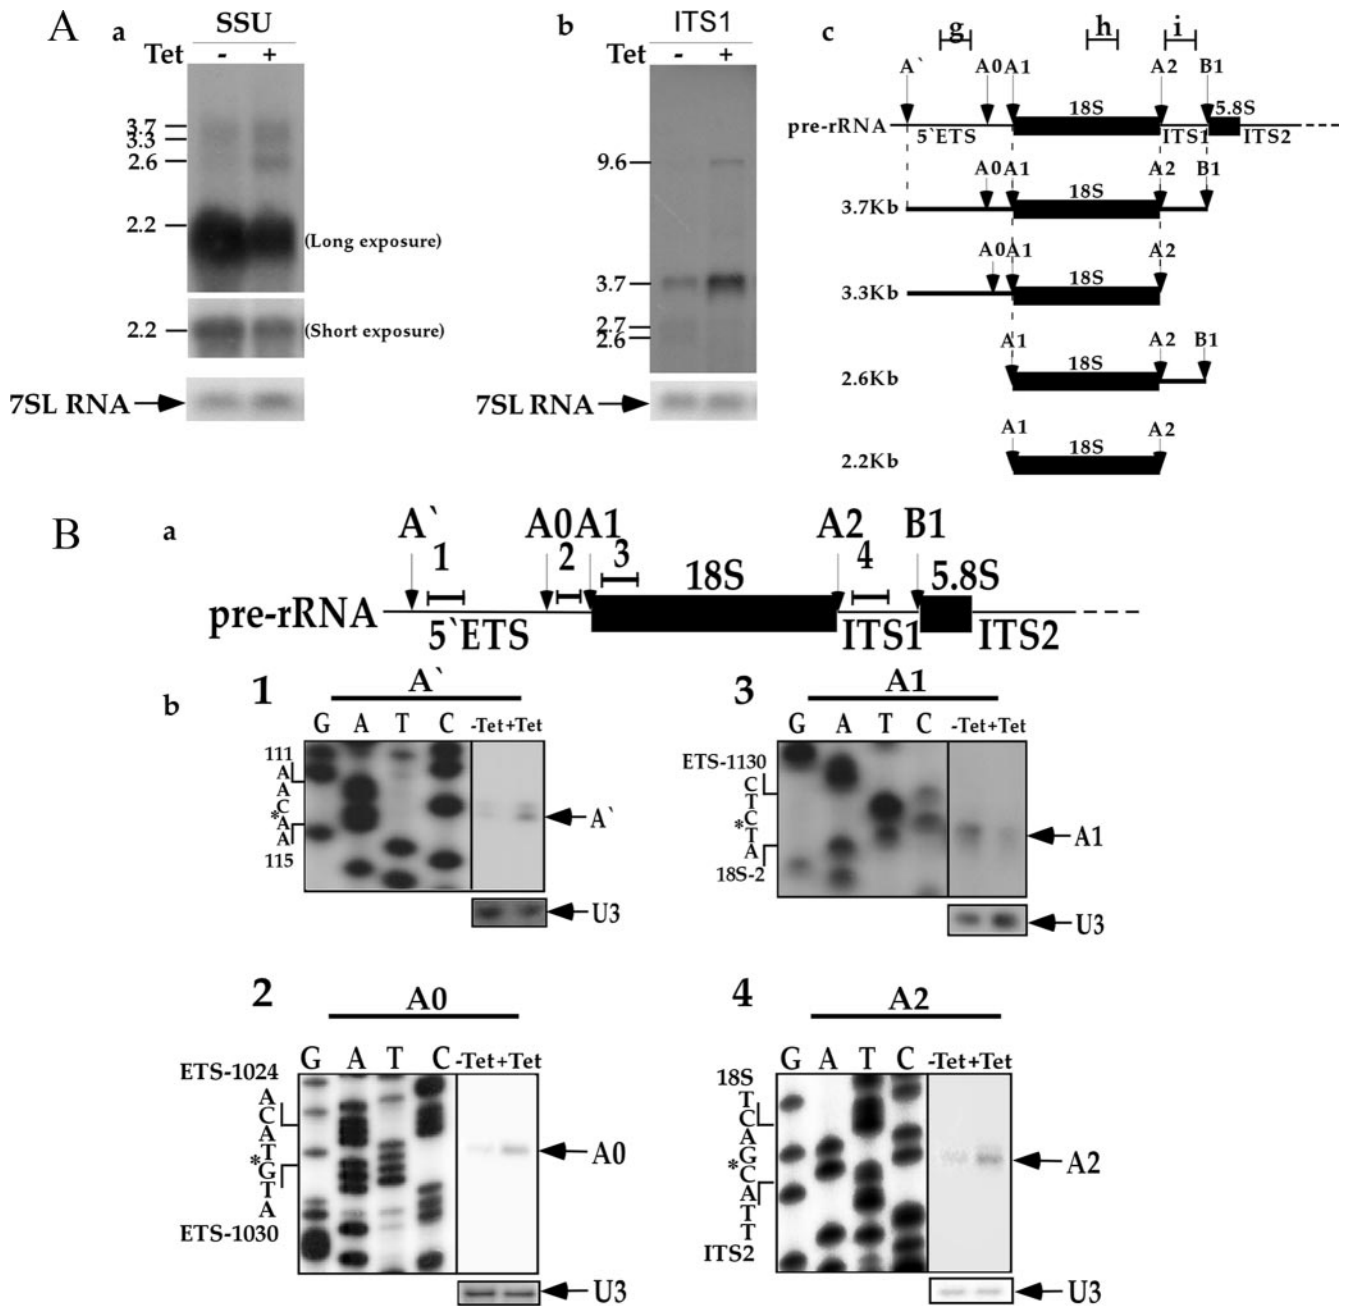 A
a
SSU
Tet - +
3.7
3.3
2.6
2.2
(Long exposure)
2.2
(Short exposure)
7SL RNA
b
ITS1
Tet - +
9.6
3.7
2.7
2.6
7SL RNA
c
g h i
A` A0 A1 A2 B1
18S 5.8S
pre-rRNA 5`ETS ITS1 ITS2
A0 A1 A2 B1
18S
3.7Kb
A0 A1 A2
18S
3.3Kb
A1 A2 B1
18S
2.6Kb
A1 A2
18S
2.2Kb
B
a
A` A0 A1 A2 B1
1 2 3 4
18S 5.8S
pre-rRNA
5`ETS ITS1 ITS2
b
1
A`
G A T C -Tet +Tet
111
A
A
C
*
A
A
115
A`
U3
3
A1
G A T C -Tet +Tet
ETS-1130
C
T
C
*
T
A
18S-2
A1
U3
2
A0
G A T C -Tet +Tet
ETS-1024
A
C
A
T
*
G
T
A
ETS-1030
A0
U3
4
A2
G A T C -Tet +Tet
18S
T
C
A
G
*
C
A
T
T
ITS2
A2
U3